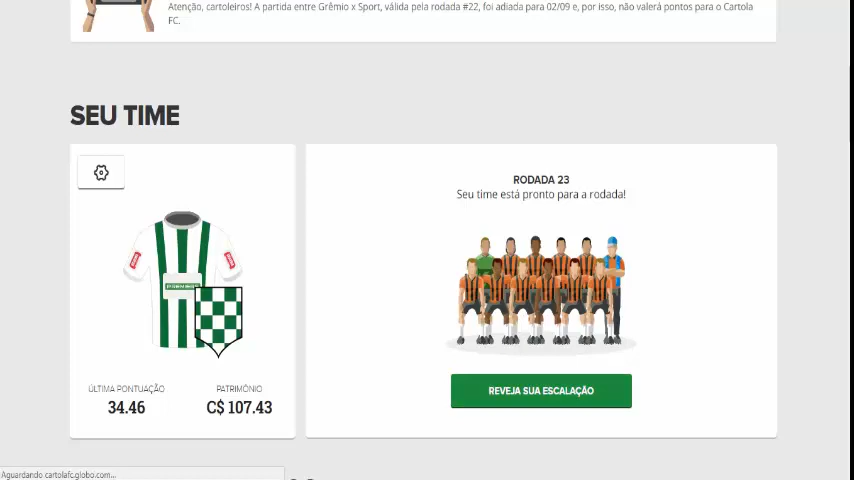 Atenção, cartoleiros! A partida entre Grêmio x Sport, válida pela rodada #22, foi adiada para 02/09 e, por isso, não valerá pontos para o Cartola
FC.
SEU TIME
RODADA 23
Seu time está pronto para a rodada!
ÚLTIMA PONTUAÇÃO
34.46
PATRIMÔNIO
C$ 107.43
REVEJA SUA ESCALAÇÃO
Aguardando cartolafc.globo.com...